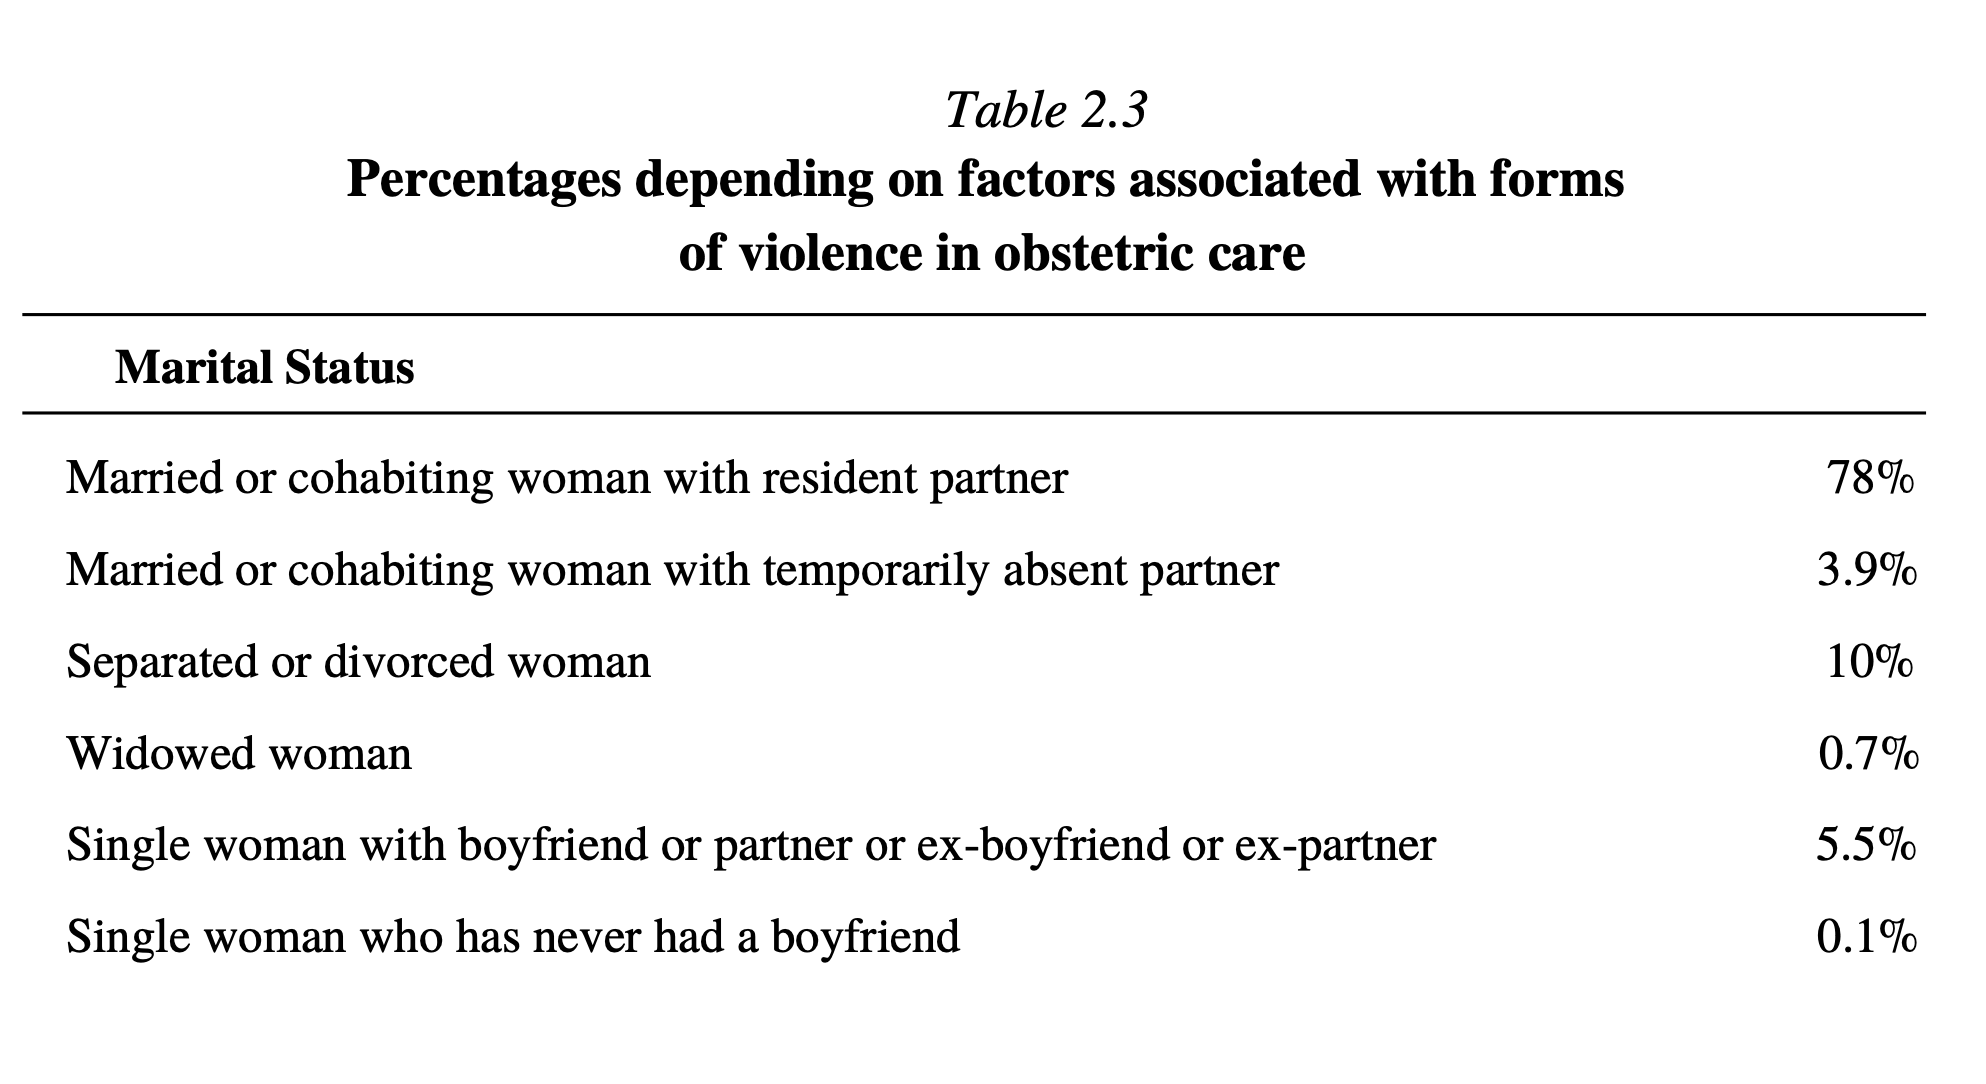 Table 2.3
Percentages depending on factors associated with forms
of violence in obstetric care
Marital Status
Married or cohabiting woman with resident partner 78%
Married or cohabiting woman with temporarily absent partner 3.9%
Separated or divorced woman 10%
Widowed woman 0.7%
Single woman with boyfriend or partner or ex-boyfriend or ex-partner 5.5%
Single woman who has never had a boyfriend 0.1%